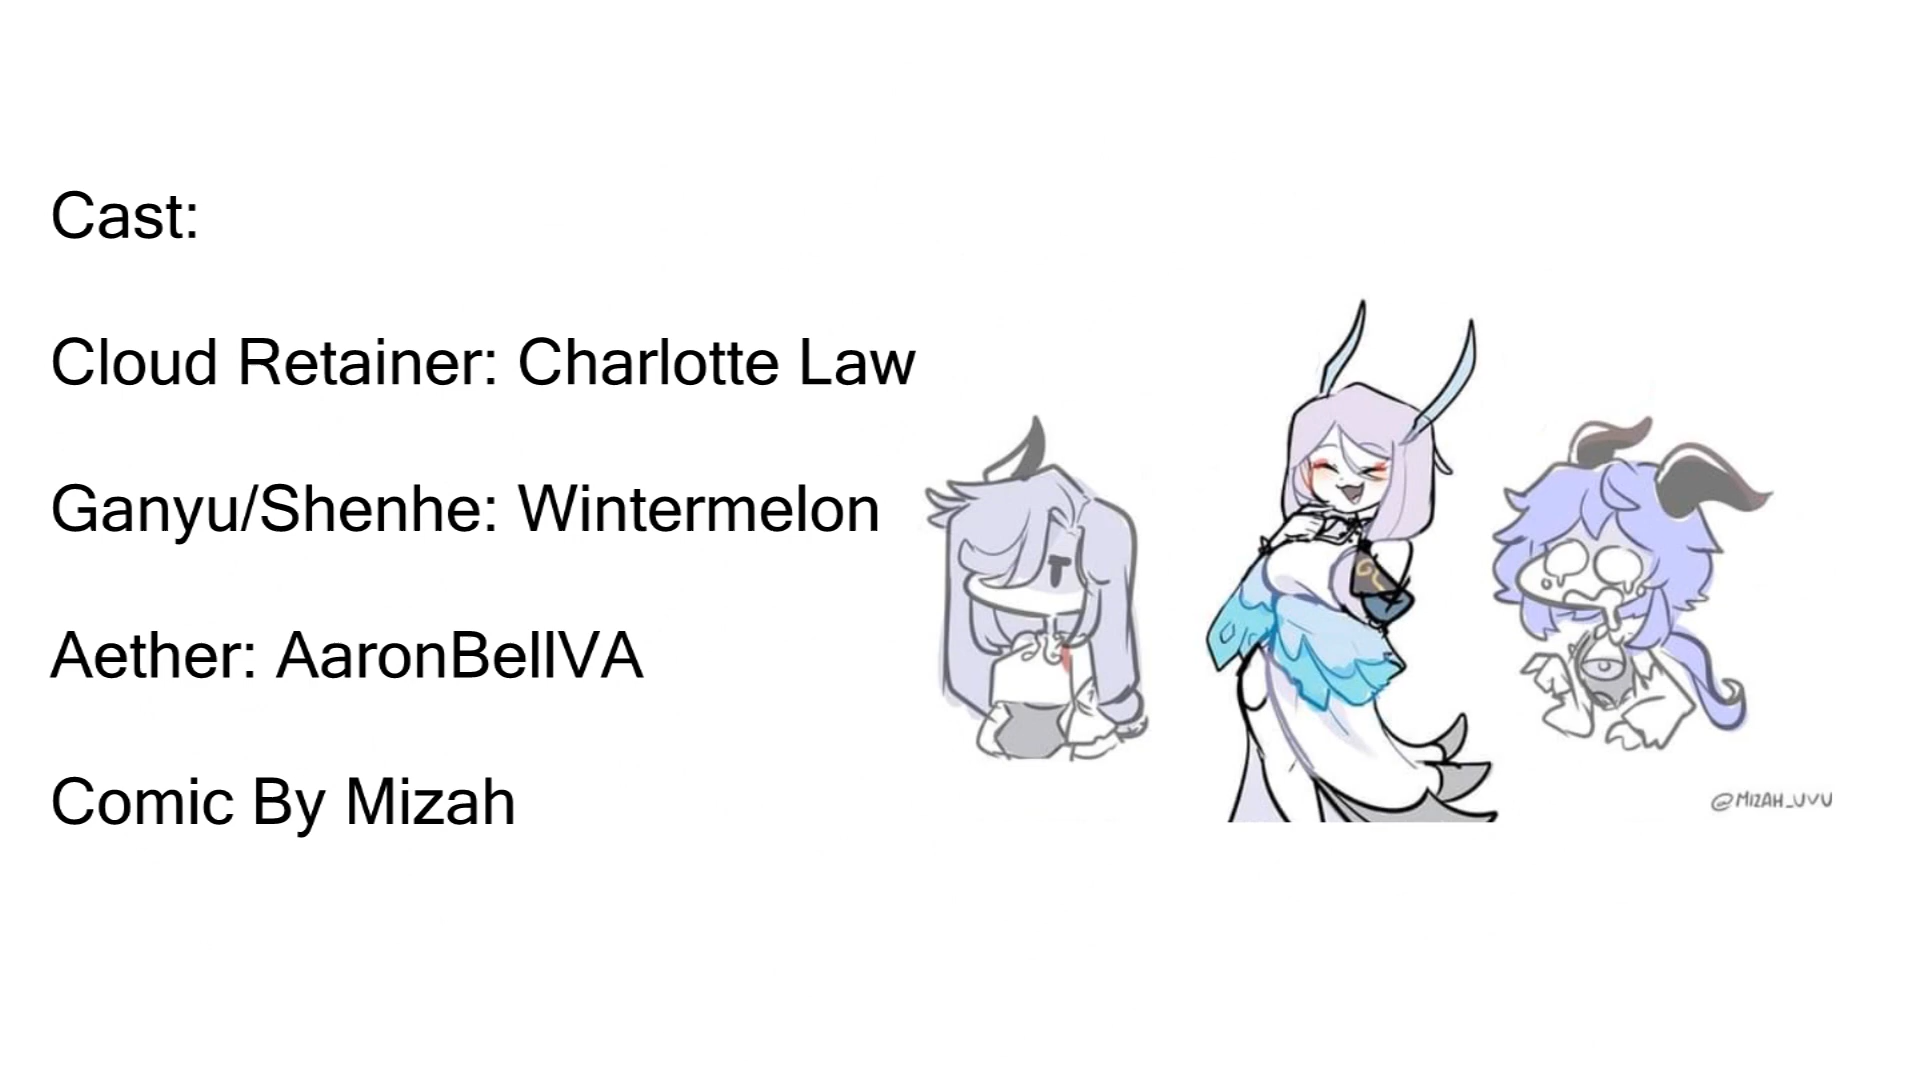 Cast:
Cloud Retainer: Charlotte Law
Ganyu/Shenhe: Wintermelon
Aether: AaronBellVA
Comic By Mizah
@MIZAH_UVU